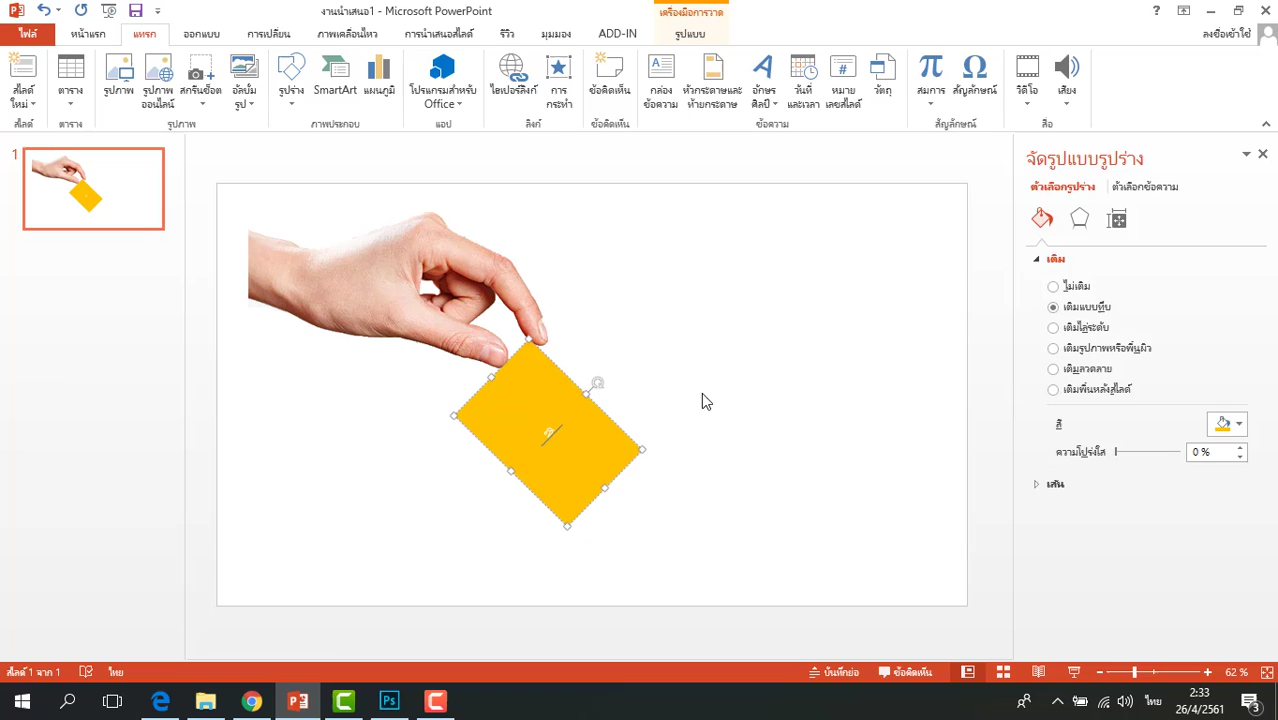 งานนำเสนอ1 - Microsoft PowerPoint
เครื่องมือการวาด
?
ไฟล์ หน้าแรก แทรก ออกแบบ การเปลี่ยน ภาพเคลื่อนไหว การนำเสนอสไลด์ รีวิว มุมมอง ADD-IN รูปแบบ ลงชื่อเข้าใช้
สไลด์ใหม่
ตาราง
รูปภาพ
รูปภาพออนไลน์
สกรีนช็อต
อัลบั้มรูป
รูปร่าง
SmartArt
แผนภูมิ
โปรแกรมสำหรับ Office
ไฮเปอร์ลิงก์
การกระทำ
ข้อคิดเห็น
กล่องข้อความ
หัวกระดาษและท้ายกระดาษ
อักษรศิลป์
วันที่และเวลา
หมายเลขสไลด์
วัตถุ
สมการ
สัญลักษณ์
วิดีโอ
เสียง
สไลด์ ตาราง รูปภาพ ภาพประกอบ แอป ลิงก์ ข้อคิดเห็น ข้อความ สัญลักษณ์ สื่อ
1
จัดรูปแบบรูปร่าง
ตัวเลือกรูปร่าง ตัวเลือกข้อความ
เติม
ไม่เติม
เติมแบบทึบ
เติมไล่ระดับ
เติมรูปภาพหรือพื้นผิว
เติมลวดลาย
เติมพื้นหลังสไลด์
สี
ความโปร่งใส 0 %
เส้น
สไลด์ 1 จาก 1 ไทย บันทึกย่อ ข้อคิดเห็น 62 %
ไทย 2:33
26/4/2561
3